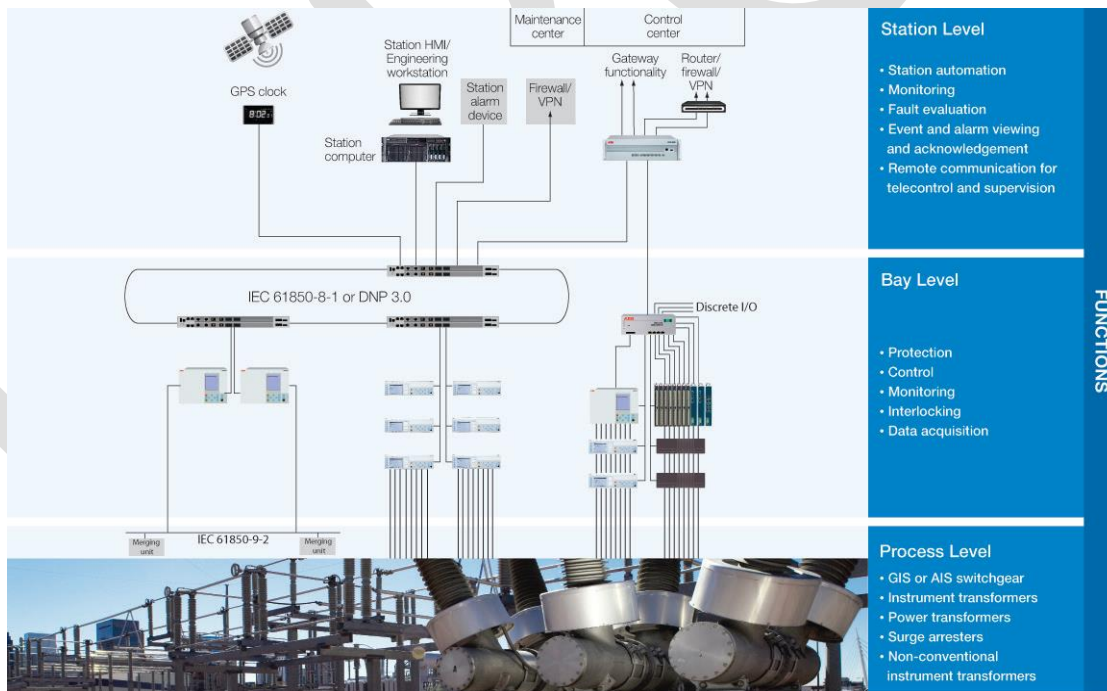 Maintenance
center
Control
center
Station HMI/
Engineering
workstation
Gateway
functionality
Router/
firewall/
VPN
GPS clock
Station
alarm
device
Firewall/
VPN
Station
computer
IEC 61850-8-1 or DNP 3.0
Discrete I/O
Merging
unit
IEC 61850-9-2
Merging
unit
Station Level
• Station automation
• Monitoring
• Fault evaluation
• Event and alarm viewing
and acknowledgement
• Remote communication for
telecontrol and supervision
Bay Level
• Protection
• Control
• Monitoring
• Interlocking
• Data acquisition
Process Level
• GIS or AIS switchgear
• Instrument transformers
• Power transformers
• Surge arresters
• Non-conventional
instrument transformers
FUNCTIONS